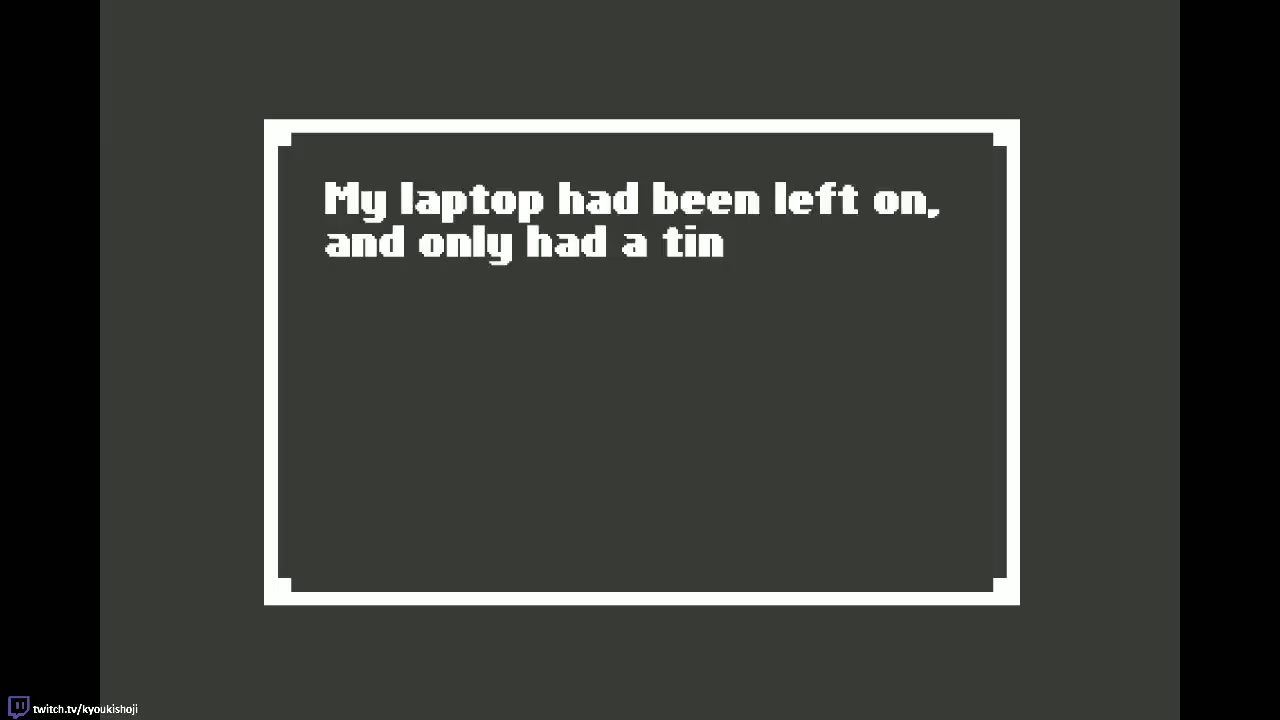 My laptop had been left on,
and only had a tin
twitch.tv/kyoukishoji